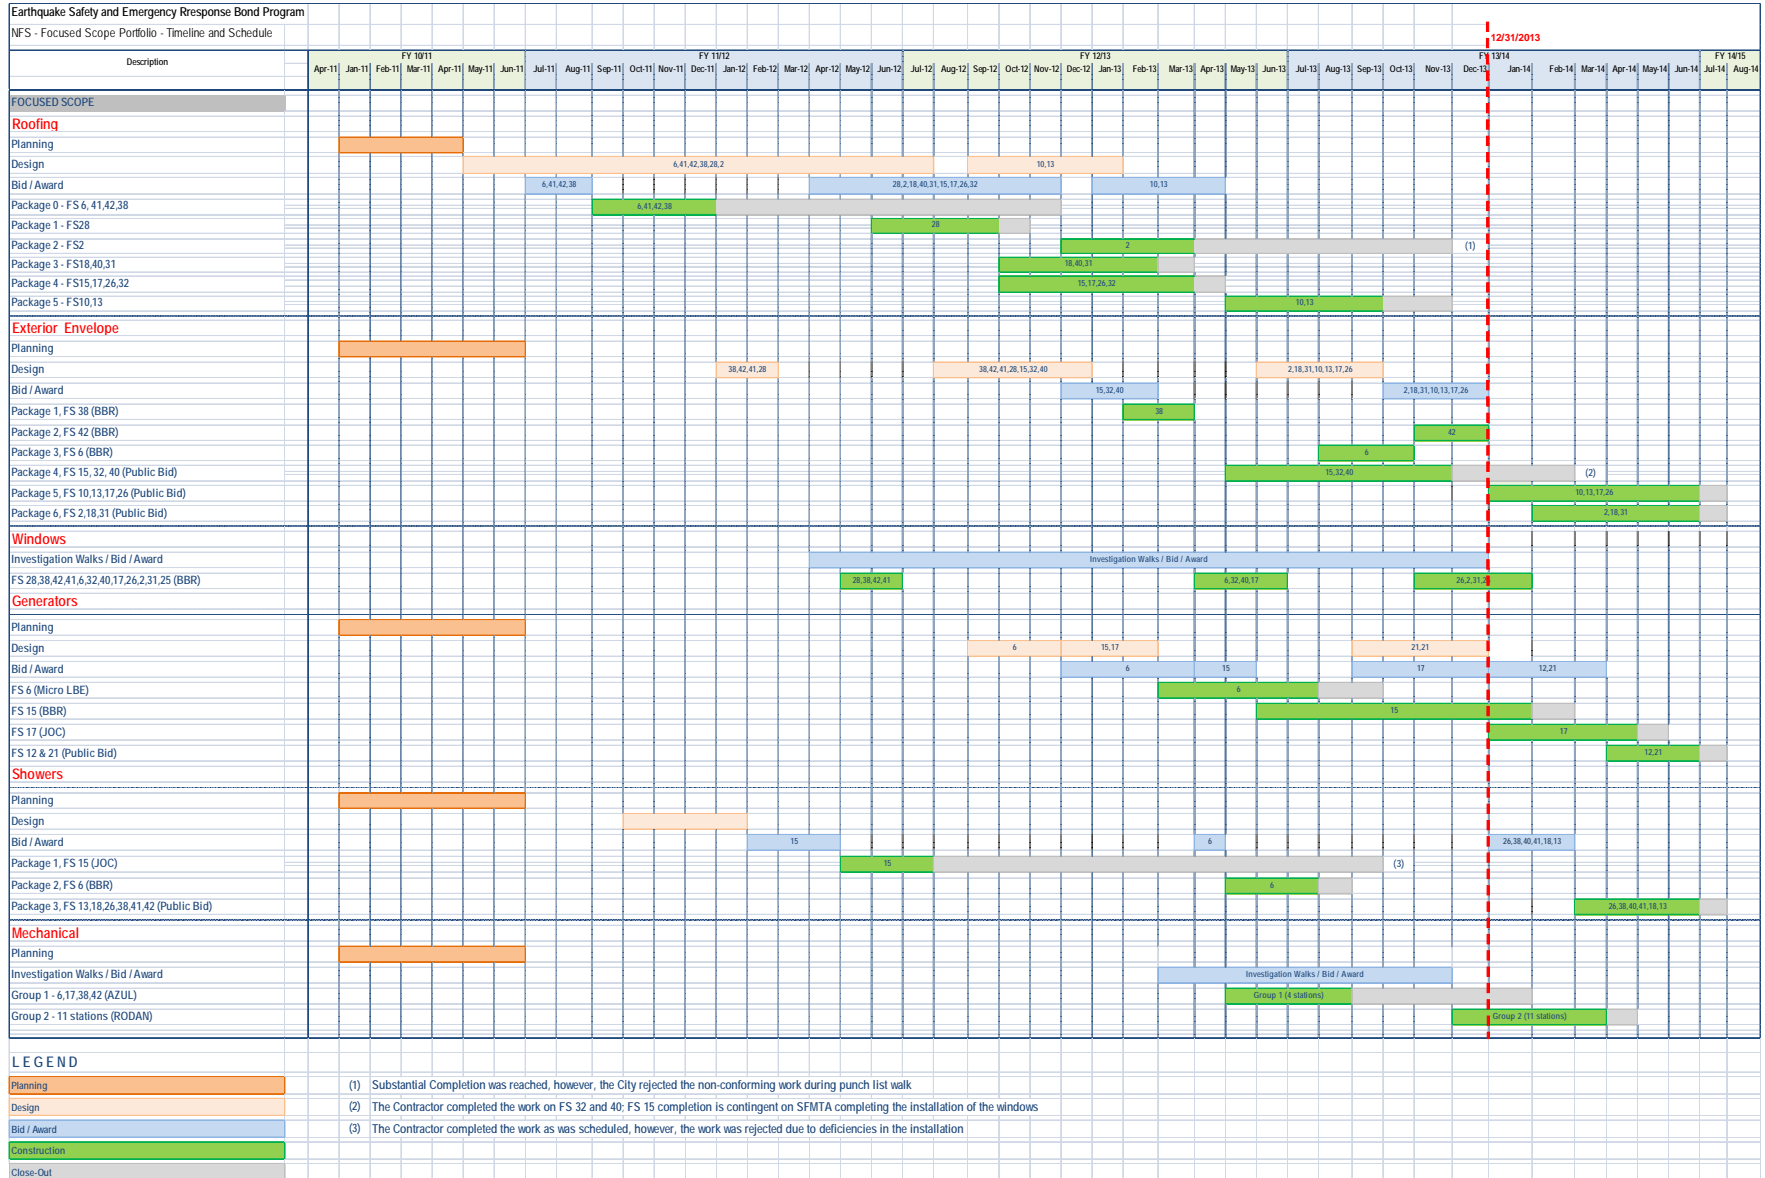 Earthquake Safety and Emergency Rresponse Bond Program
NFS - Focused Scope Portfolio - Timeline and Schedule
12/31/2013
Description
FY 10/11 FY 11/12 FY 12/13 FY 13/14 FY 14/15
Apr-11 Jan-11 Feb-11 Mar-11 Apr-11 May-11 Jun-11 Jul-11 Aug-11 Sep-11 Oct-11 Nov-11 Dec-11 Jan-12 Feb-12 Mar-12 Apr-12 May-12 Jun-12 Jul-12 Aug-12 Sep-12 Oct-12 Nov-12 Dec-12 Jan-13 Feb-13 Mar-13 Apr-13 May-13 Jun-13 Jul-13 Aug-13 Sep-13 Oct-13 Nov-13 Dec-13 Jan-14 Feb-14 Mar-14 Apr-14 May-14 Jun-14 Jul-14 Aug-14
FOCUSED SCOPE
Roofing
Planning
Design 6,41,42,38,28,2 10,13
Bid / Award 6,41,42,38 28,2,18,40,31,15,17,26,32 10,13
Package 0 - FS 6, 41,42,38 6,41,42,38
Package 1 - FS28 28
Package 2 - FS2 2 (1)
Package 3 - FS18,40,31 18,40,31
Package 4 - FS15,17,26,32 15,17,26,32
Package 5 - FS10,13 10,13
Exterior Envelope
Planning
Design 38,42,41,28 38,42,41,28,15,32,40 2,18,31,10,13,17,26
Bid / Award 15,32,40 2,18,31,10,13,17,26
Package 1, FS 38 (BBR) 38
Package 2, FS 42 (BBR) 42
Package 3, FS 6 (BBR) 6
Package 4, FS 15, 32, 40 (Public Bid) 15,32,40 (2)
Package 5, FS 10,13,17,26 (Public Bid) 10,13,17,26
Package 6, FS 2,18,31 (Public Bid) 2,18,31
Windows
Investigation Walks / Bid / Award Investigation Walks / Bid / Award
FS 28,38,42,41,6,32,40,17,26,2,31,25 (BBR) 28,38,42,41 6,32,40,17 26,2,31,2
Generators
Planning
Design 6 15,17 21,21
Bid / Award 6 15 17 12,21
FS 6 (Micro LBE) 6
FS 15 (BBR) 15
FS 17 (JOC) 17
FS 12 & 21 (Public Bid) 12,21
Showers
Planning
Design
Bid / Award 15 6 26,38,40,41,18,13
Package 1, FS 15 (JOC) 15 (3)
Package 2, FS 6 (BBR) 6
Package 3, FS 13,18,26,38,41,42 (Public Bid) 26,38,40,41,18,13
Mechanical
Planning
Investigation Walks / Bid / Award Investigation Walks / Bid / Award
Group 1 - 6,17,38,42 (AZUL) Group 1 (4 stations)
Group 2 - 11 stations (RODAN) Group 2 (11 stations)
LEGEND
Planning (1) Substantial Completion was reached, however, the City rejected the non-conforming work during punch list walk
Design (2) The Contractor completed the work on FS 32 and 40; FS 15 completion is contingent on SFMTA completing the installation of the windows
Bid / Award (3) The Contractor completed the work as was scheduled, however, the work was rejected due to deficiencies in the installation
Construction
Close-Out